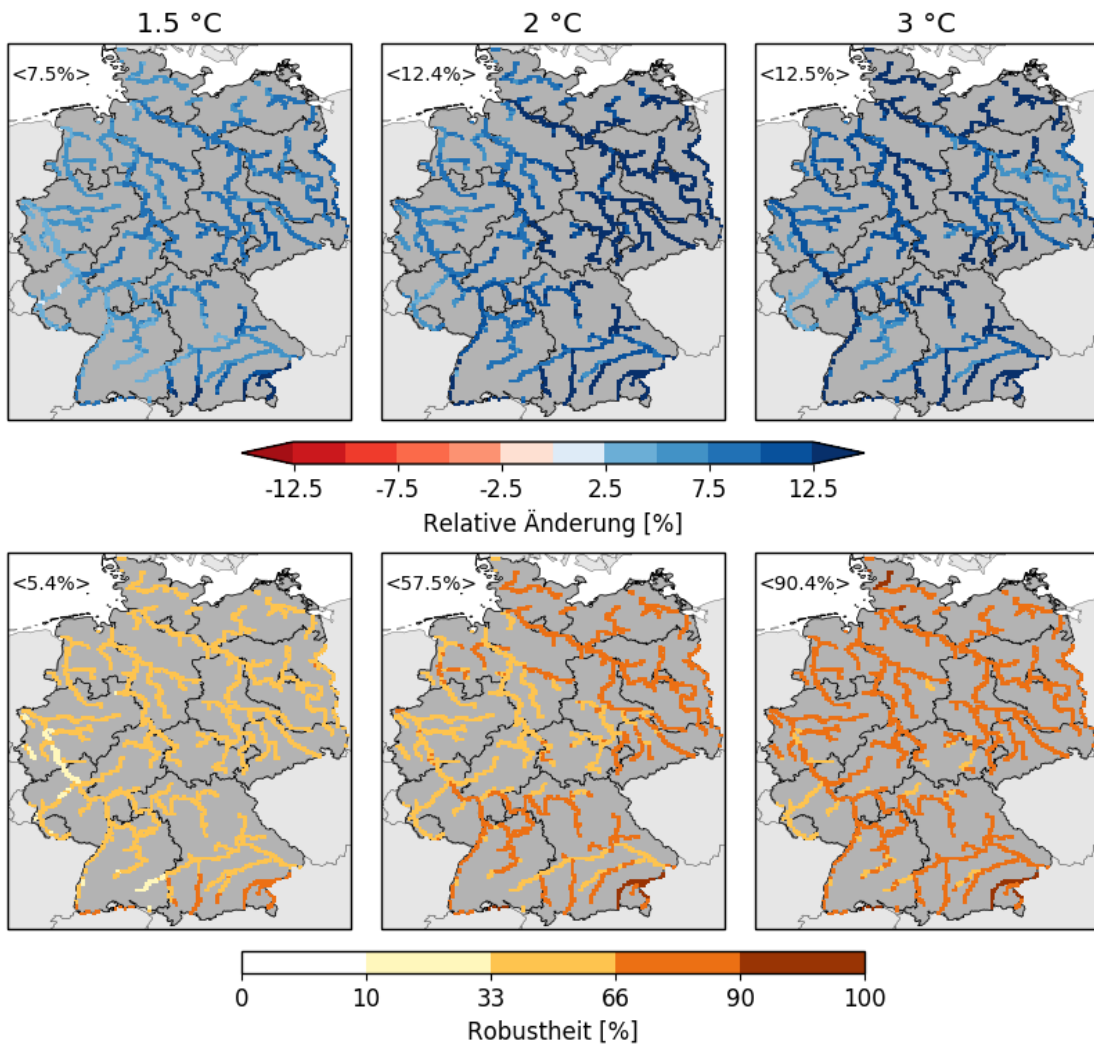 1.5 °C 2 °C 3 °C
<7.5%> <12.4%> <12.5%>
-12.5 -7.5 -2.5 2.5 7.5 12.5
Relative Änderung [%]
<5.4%> <57.5%> <90.4%>
0 10 33 66 90 100
Robustheit [%]